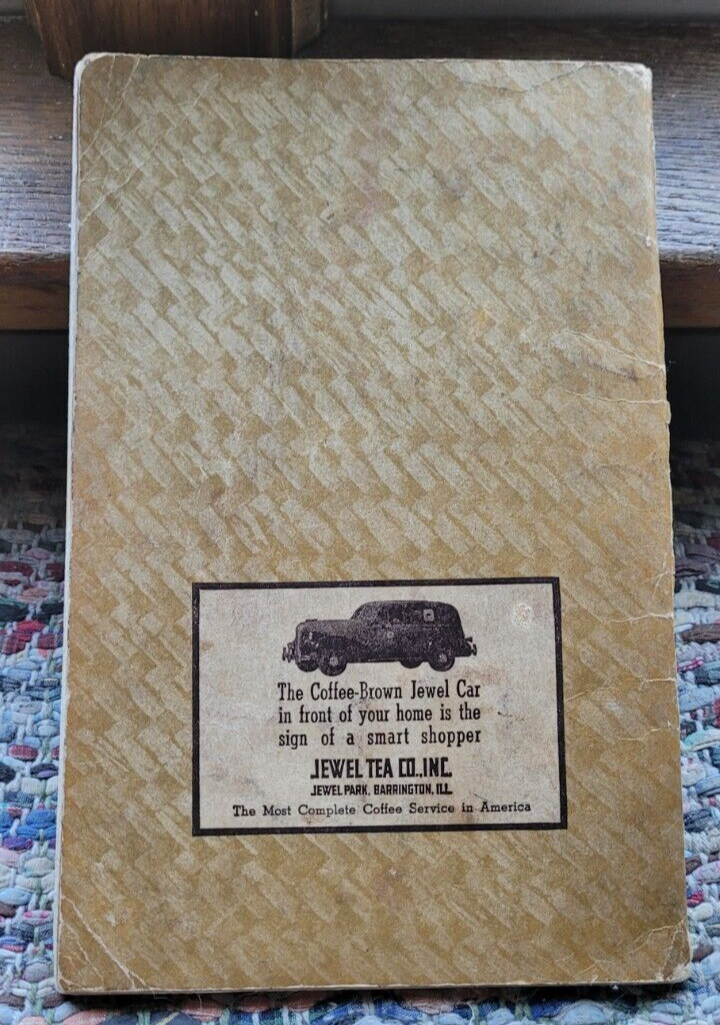 The Coffee-Brown Jewel Car
in front of your home is the
sign of a smart shopper
JEWEL TEA CO., INC.
JEWEL PARK, BARRINGTON, ILL.
The Most Complete Coffee Service in America